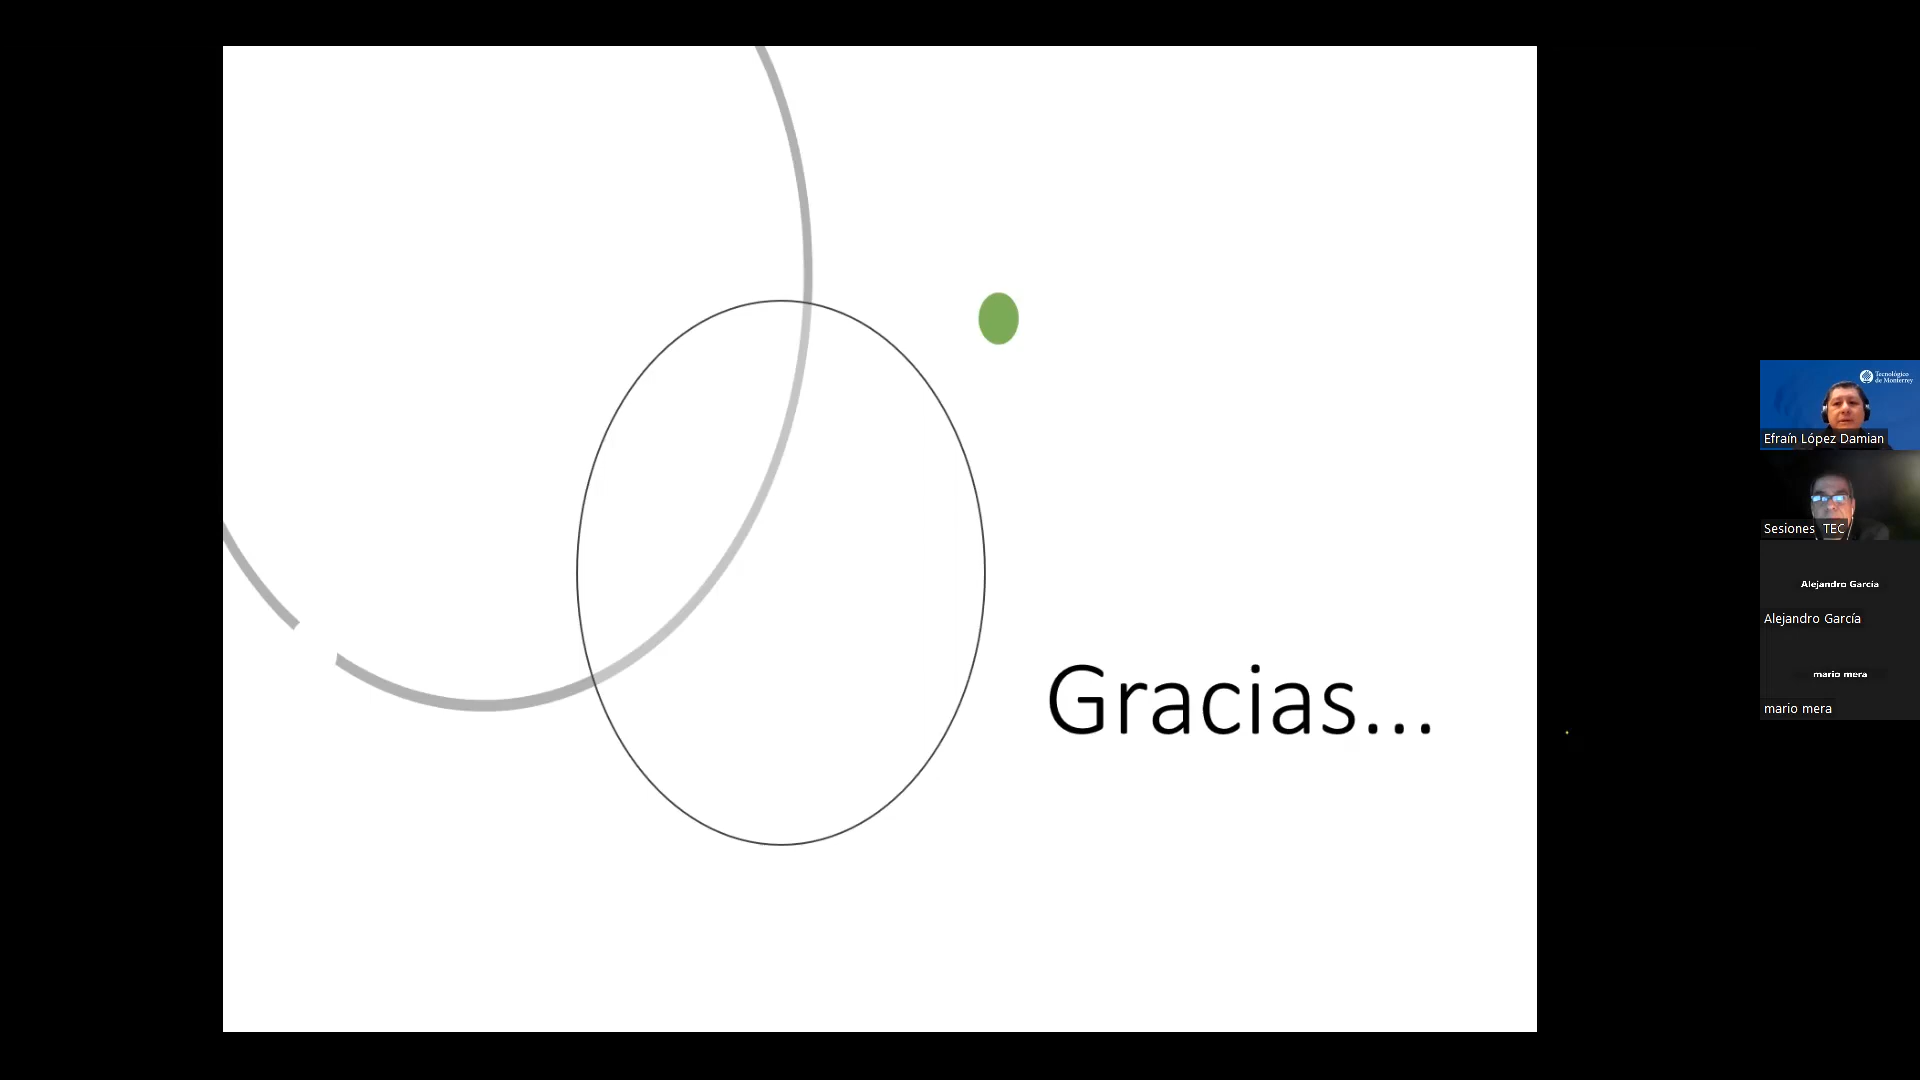 Gracias...
Tecnológico
de Monterrey
Efraín López Damian
Sesiones TEC
Alejandro García
Alejandro García
mario mera
mario mera